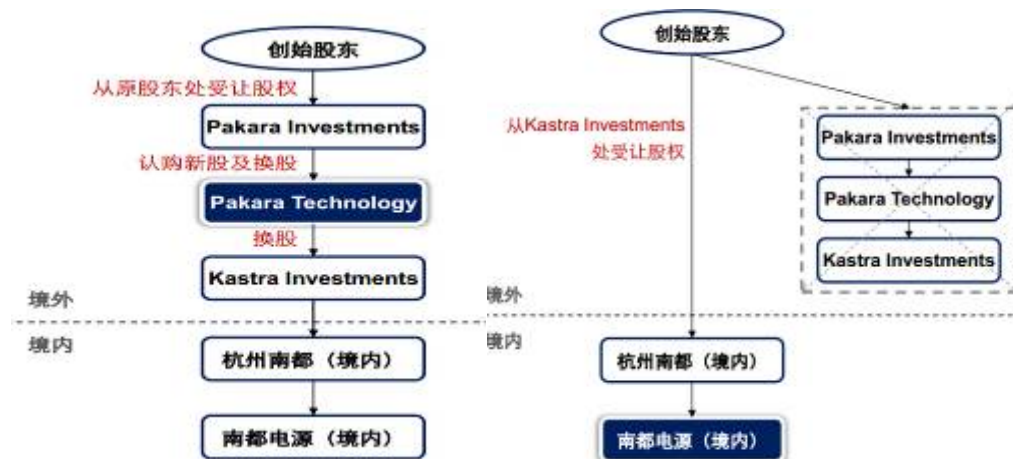 创始股东
从原股东处受让股权
Pakara Investments
认购新股及换股
Pakara Technology
换股
Kastra Investments
境外
境内
杭州南都（境内）
南都电源（境内）
创始股东
从Kastra Investments
处受让股权
Pakara Investments
Pakara Technology
Kastra Investments
境外
境内
杭州南都（境内）
南都电源（境内）